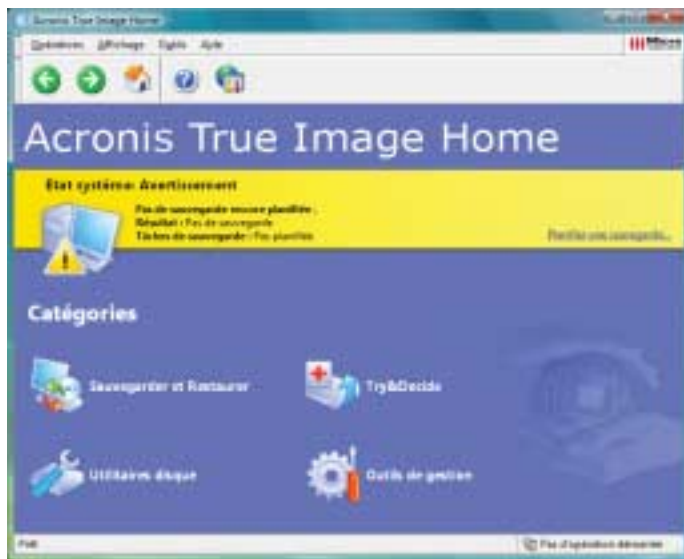 Acronis True Image Home
Opérations Affichage Outils Aide
Micro
Acronis True Image Home
Etat système: Avertissement
Pas de sauvegarde encore planifiée.
Résultat : Pas de sauvegarde
Tâches de sauvegarde : Pas planifiée
Planifier une sauvegarde...
Catégories
Sauvegarder et Restaurer
Try&Decide
Utilitaires disque
Outils de gestion
Prêt
Pas d'opération démarrée